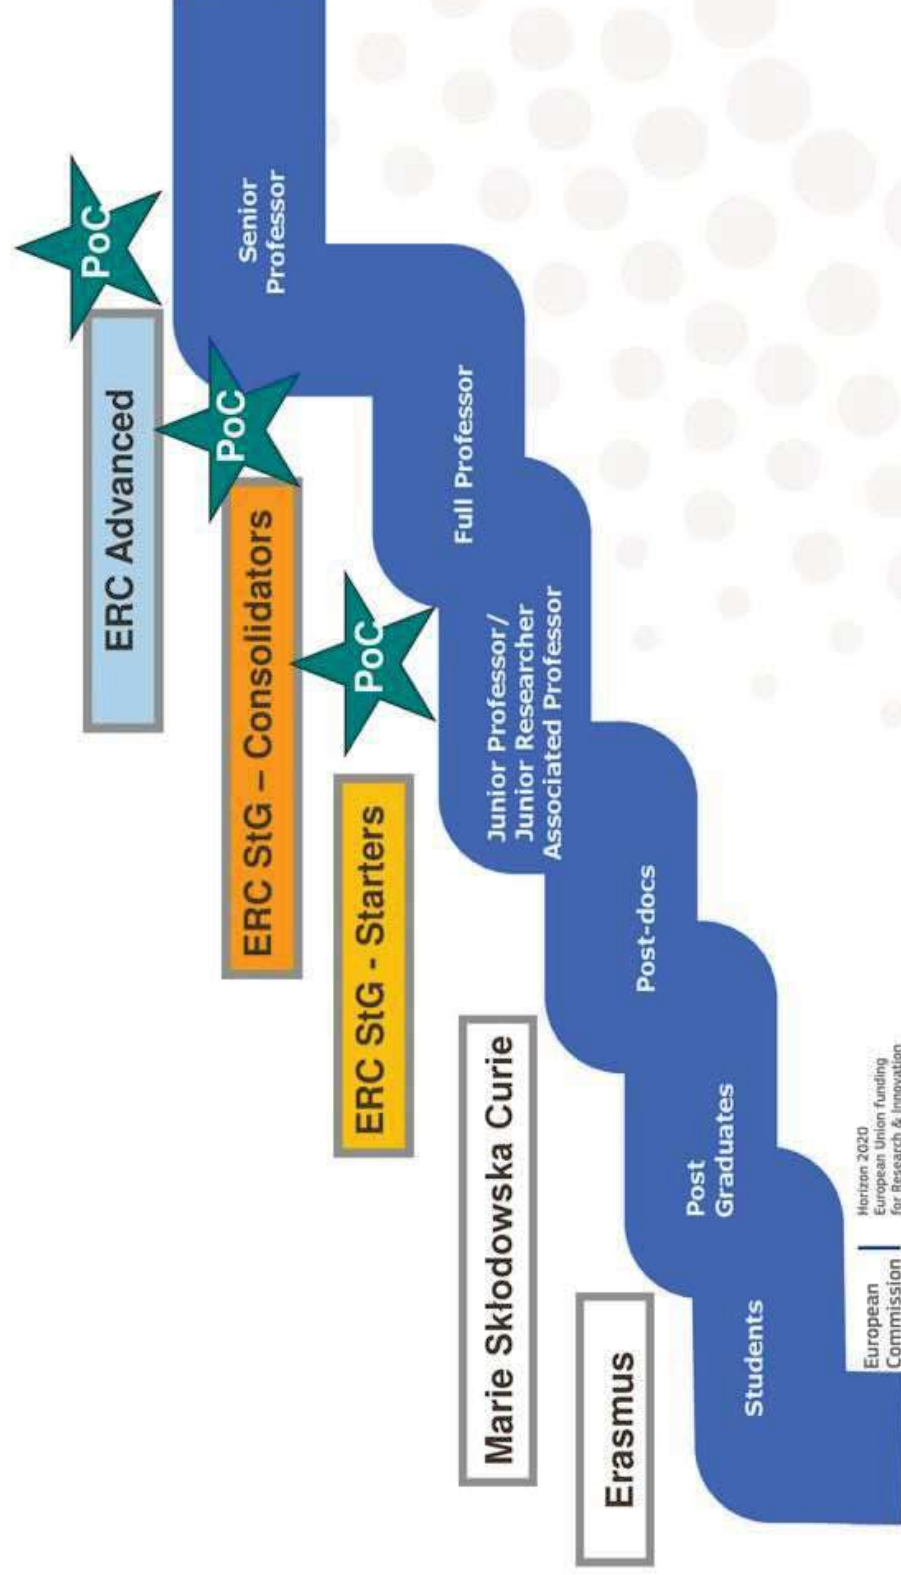 PoC
ERC Advanced
PoC
ERC StG – Consolidators
PoC
ERC StG - Starters
Marie Skłodowska Curie
Erasmus
Senior
Professor
Full Professor
Junior Professor/
Junior Researcher
Associated Professor
Post-docs
Post
Graduates
Students
European
Commission
Horizon 2020
European Union funding
for Research & Innovation